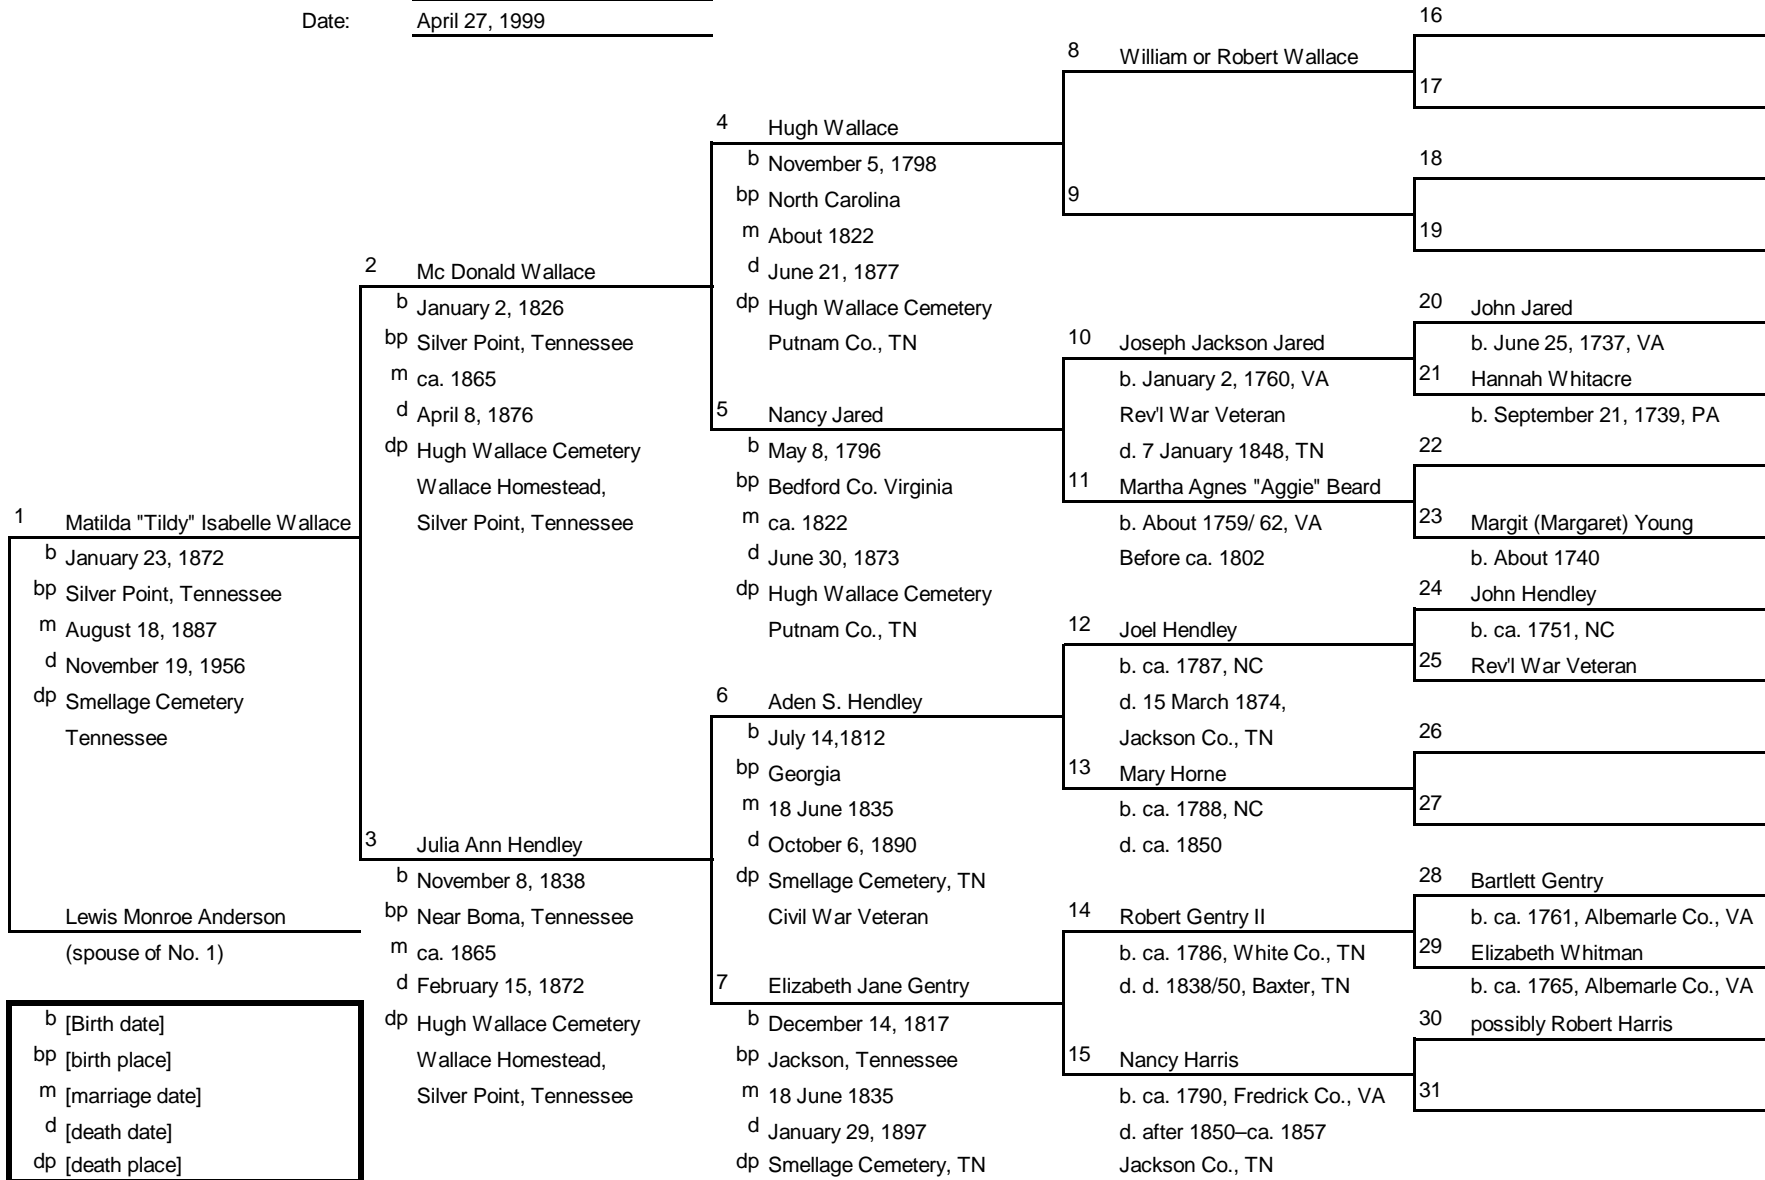 Date: April 27, 1999
1 Matilda "Tildy" Isabelle Wallace
b January 23, 1872
bp Silver Point, Tennessee
m August 18, 1887
d November 19, 1956
dp Smellage Cemetery
Tennessee
Lewis Monroe Anderson
(spouse of No. 1)
b [Birth date]
bp [birth place]
m [marriage date]
d [death date]
dp [death place]
2 Mc Donald Wallace
b January 2, 1826
bp Silver Point, Tennessee
m ca. 1865
d April 8, 1876
dp Hugh Wallace Cemetery
Wallace Homestead,
Silver Point, Tennessee
3 Julia Ann Hendley
b November 8, 1838
bp Near Boma, Tennessee
m ca. 1865
d February 15, 1872
dp Hugh Wallace Cemetery
Wallace Homestead,
Silver Point, Tennessee
4 Hugh Wallace
b November 5, 1798
bp North Carolina
m About 1822
d June 21, 1877
dp Hugh Wallace Cemetery
Putnam Co., TN
5 Nancy Jared
b May 8, 1796
bp Bedford Co. Virginia
m ca. 1822
d June 30, 1873
dp Hugh Wallace Cemetery
Putnam Co., TN
6 Aden S. Hendley
b July 14,1812
bp Georgia
m 18 June 1835
d October 6, 1890
dp Smellage Cemetery, TN
Civil War Veteran
7 Elizabeth Jane Gentry
b December 14, 1817
bp Jackson, Tennessee
m 18 June 1835
d January 29, 1897
dp Smellage Cemetery, TN
8 William or Robert Wallace
9
10 Joseph Jackson Jared
b. January 2, 1760, VA
Rev'l War Veteran
d. 7 January 1848, TN
11 Martha Agnes "Aggie" Beard
b. About 1759/ 62, VA
Before ca. 1802
12 Joel Hendley
b. ca. 1787, NC
d. 15 March 1874,
Jackson Co., TN
13 Mary Horne
b. ca. 1788, NC
d. ca. 1850
14 Robert Gentry II
b. ca. 1786, White Co., TN
d. d. 1838/50, Baxter, TN
15 Nancy Harris
b. ca. 1790, Fredrick Co., VA
d. after 1850–ca. 1857
Jackson Co., TN
16
17
18
19
20 John Jared
b. June 25, 1737, VA
21 Hannah Whitacre
b. September 21, 1739, PA
22
23 Margit (Margaret) Young
b. About 1740
24 John Hendley
b. ca. 1751, NC
25 Rev'l War Veteran
26
27
28 Bartlett Gentry
b. ca. 1761, Albemarle Co., VA
29 Elizabeth Whitman
b. ca. 1765, Albemarle Co., VA
30 possibly Robert Harris
31